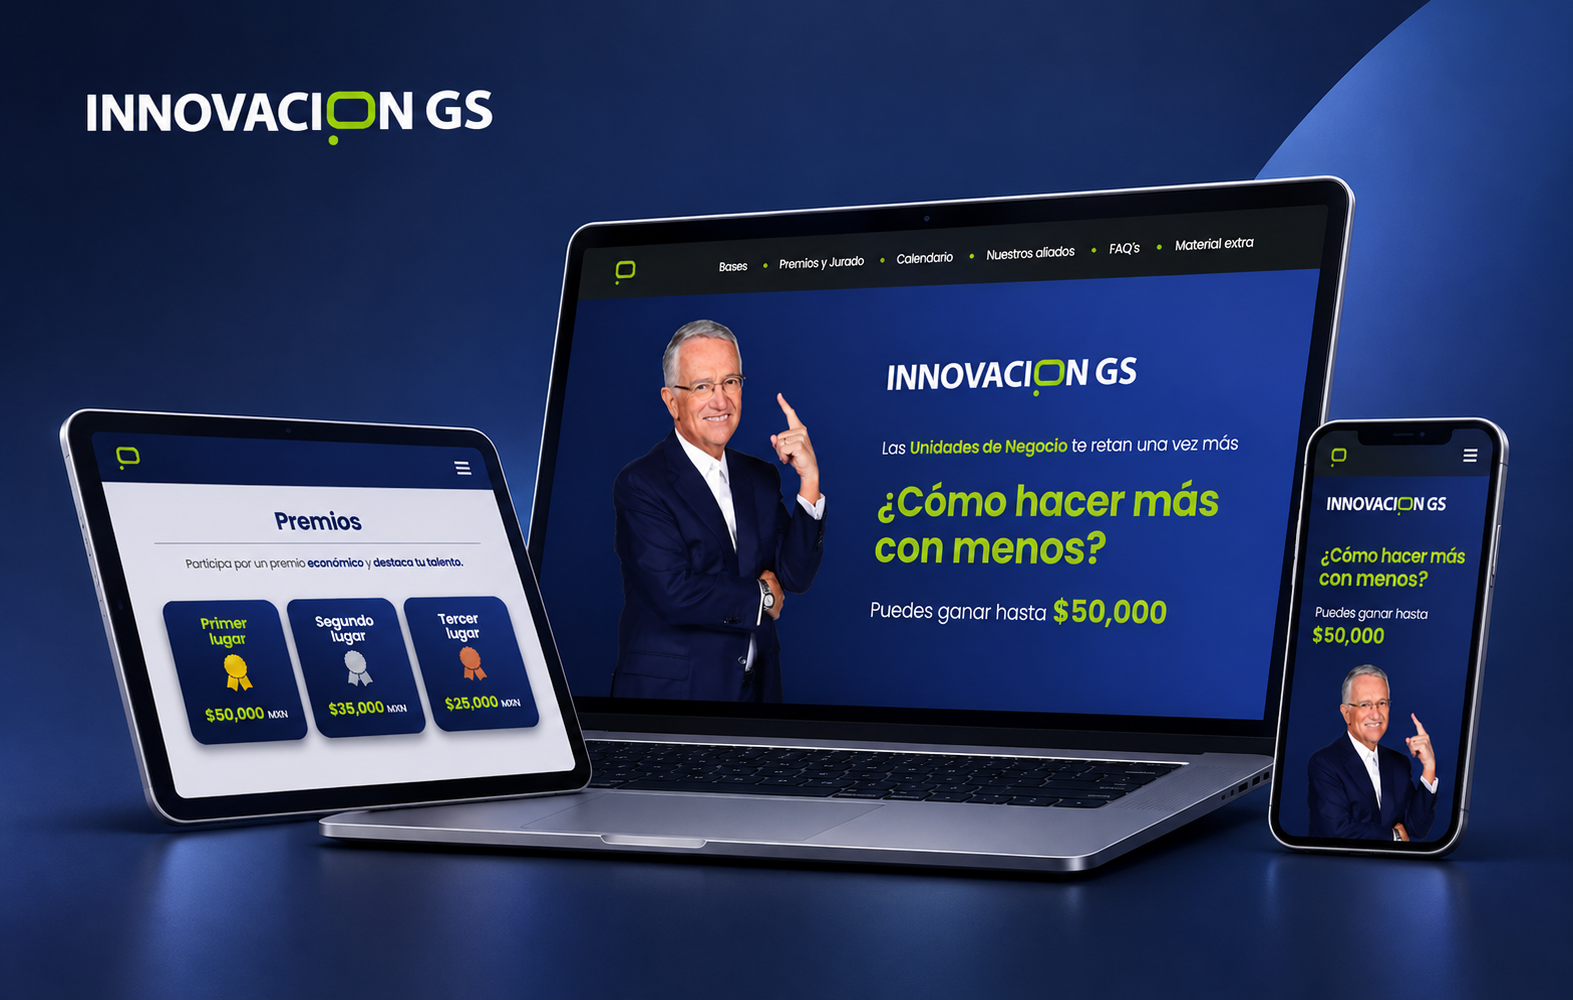 INNOVACION GS
Bases • Premios y Jurado • Calendario • Nuestros aliados • FAQ's • Material extra
INNOVACION GS
Las Unidades de Negocio te retan una vez más
¿Cómo hacer más
con menos?
Puedes ganar hasta $50,000
Premios
Participa por un premio económico y destaca tu talento.
Primer
lugar
$50,000 MXN
Segundo
lugar
$35,000 MXN
Tercer
lugar
$25,000 MXN
INNOVACION GS
¿Cómo hacer más
con menos?
Puedes ganar hasta
$50,000